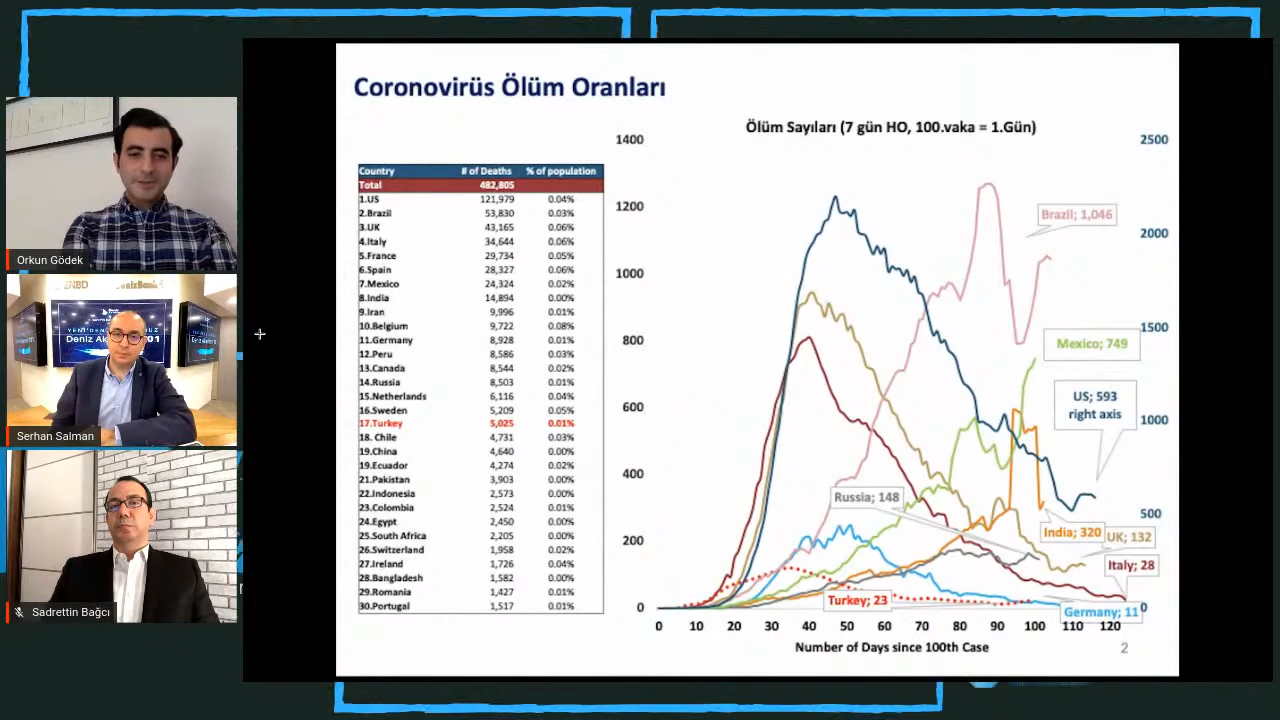 Coronovirüs Ölüm Oranları
Ölüm Sayıları (7 gün HO, 100.vaka = 1.Gün)
Country # of Deaths % of population
Total 482,805
1.US 121,979 0.04%
2.Brazil 53,830 0.03%
3.UK 43,165 0.06%
4.Italy 34,644 0.06%
5.France 29,734 0.05%
6.Spain 28,327 0.06%
7.Mexico 24,324 0.02%
8.India 14,894 0.00%
9.Iran 9,996 0.01%
10.Belgium 9,722 0.08%
11.Germany 8,928 0.01%
12.Peru 8,586 0.03%
13.Canada 8,544 0.02%
14.Russia 8,503 0.01%
15.Netherlands 6,116 0.04%
16.Sweden 5,209 0.05%
17.Turkey 5,025 0.01%
18. Chile 4,731 0.03%
19.China 4,640 0.00%
19.Ecuador 4,274 0.02%
21.Pakistan 3,903 0.00%
22.Indonesia 2,573 0.00%
23.Colombia 2,524 0.01%
24.Egypt 2,450 0.00%
25.South Africa 2,205 0.00%
26.Switzerland 1,958 0.02%
27.Ireland 1,726 0.04%
28.Bangladesh 1,582 0.00%
29.Romania 1,427 0.01%
30.Portugal 1,517 0.01%
1400
1200
1000
800
600
400
200
0
2500
2000
1500
1000
500
0
Brazil; 1,046
Mexico; 749
US; 593
right axis
Russia; 148
India; 320
UK; 132
Italy; 28
Turkey; 23
Germany; 11
0 10 20 30 40 50 60 70 80 90 100 110 120
Number of Days since 100th Case
2
Orkun Gödek
Deniz Ak
Serhan Salman
Sadrettin Bağcı